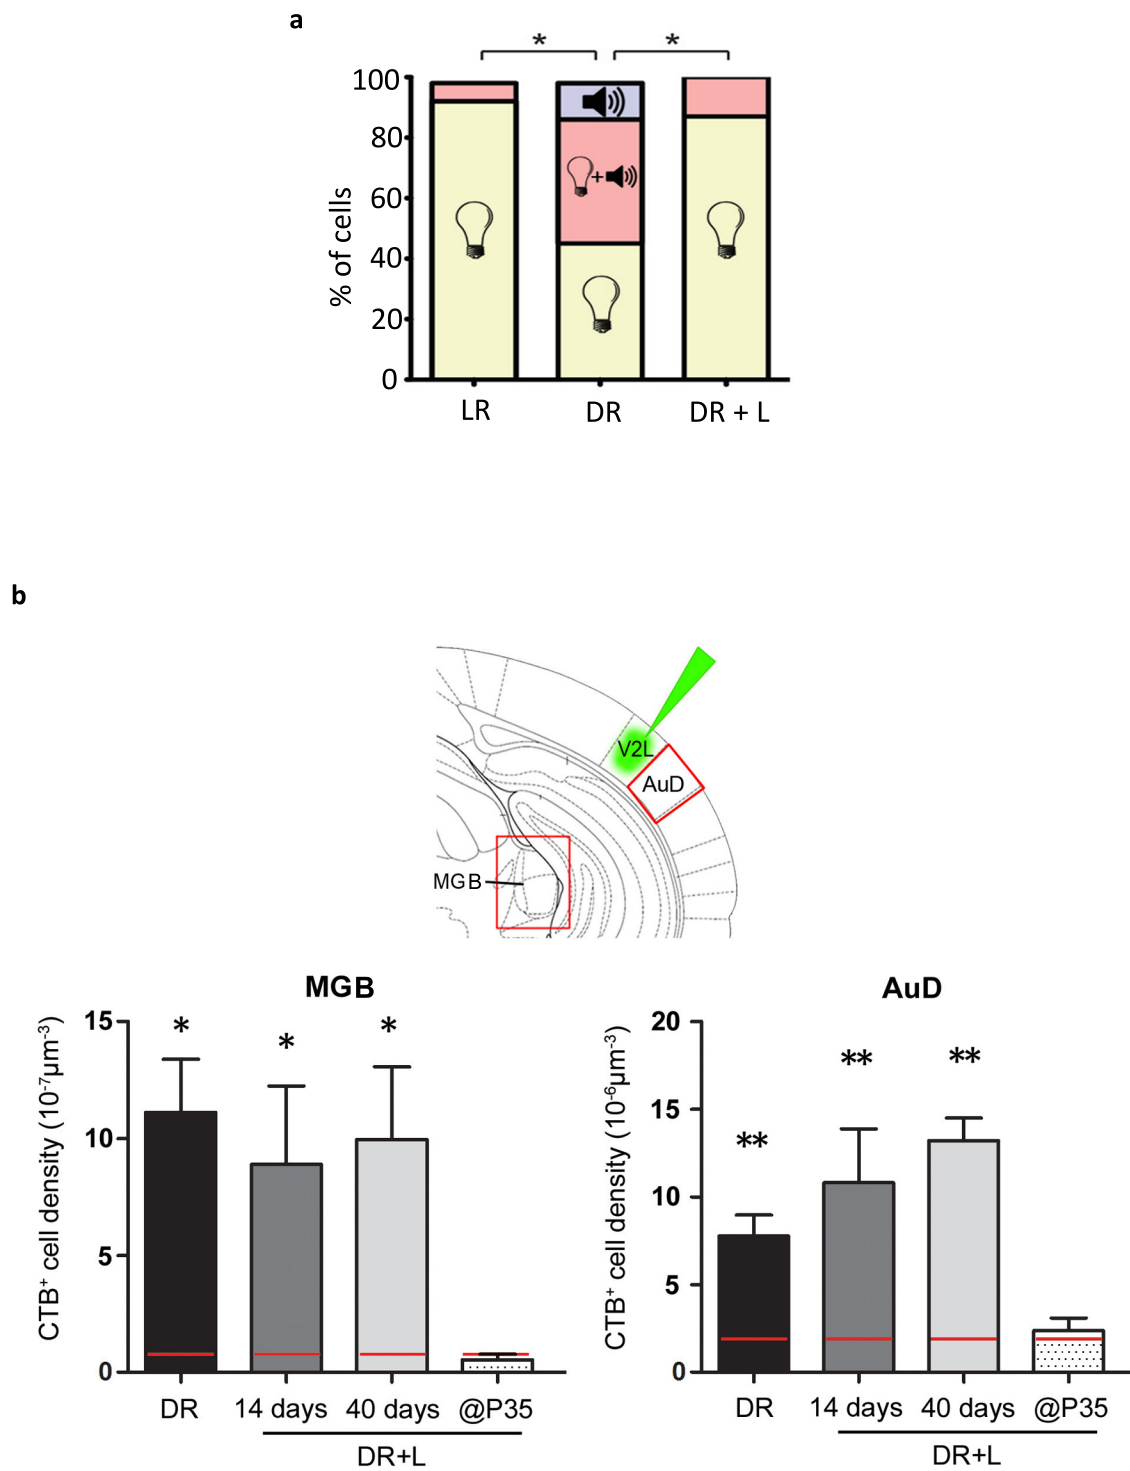 a
* *
100
80
60
40
20
0
% of cells
+
LR DR DR + L
b
V2L
AuD
MGB
MGB
CTB⁺ cell density (10⁻⁷µm⁻³)
15
10
5
0
* * *
DR 14 days 40 days @P35
DR+L
AuD
CTB⁺ cell density (10⁻⁶µm⁻³)
20
15
10
5
0
** ** **
DR 14 days 40 days @P35
DR+L